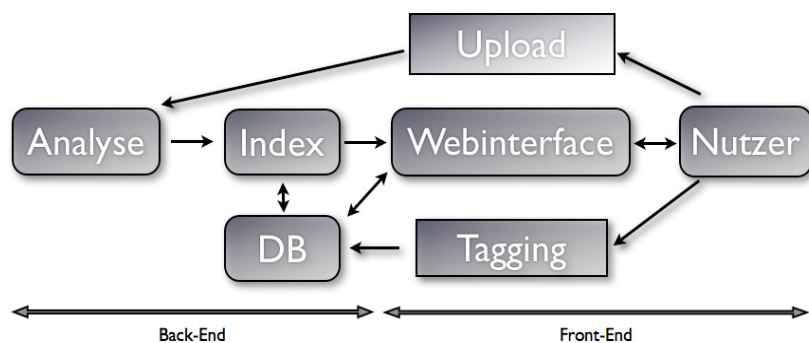 Upload
Analyse
Index
Webinterface
Nutzer
DB
Tagging
Back-End
Front-End